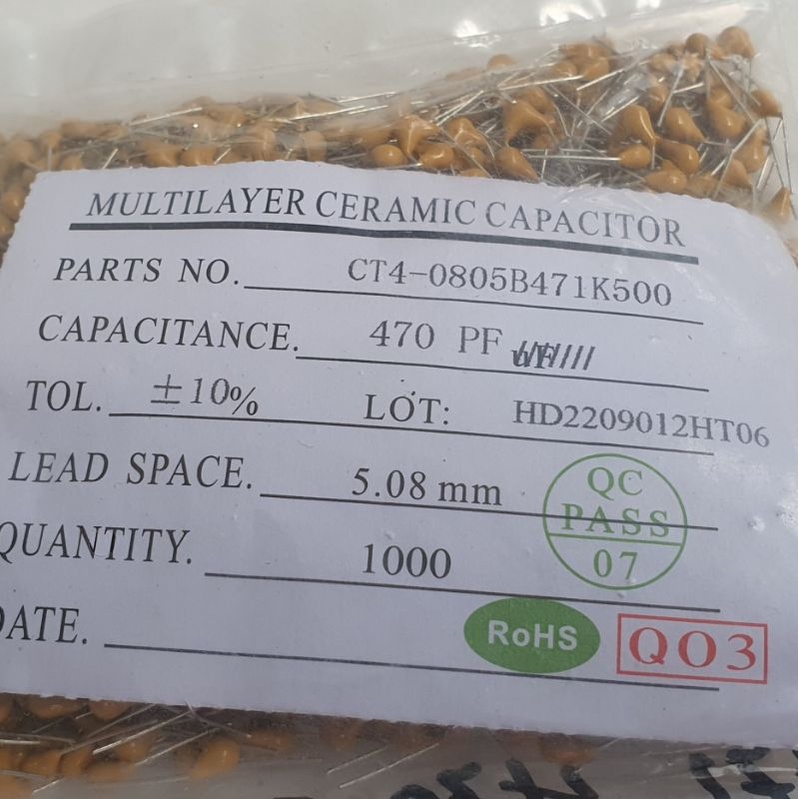 MULTILAYER CERAMIC CAPACITOR
PARTS NO. CT4-0805B471K500
CAPACITANCE. 470 PF
TOL. ±10% LOT: HD2209012HT06
LEAD SPACE. 5.08 mm
QC
PASS
07
QUANTITY. 1000
DATE.
RoHS
Q03